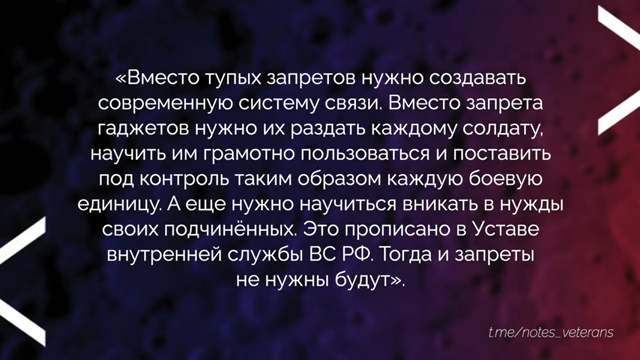 «Вместо тупых запретов нужно создавать
современную систему связи. Вместо запрета
гаджетов нужно их раздать каждому солдату,
научить им грамотно пользоваться и поставить
под контроль таким образом каждую боевую
единицу. А еще нужно научиться вникать в нужды
своих подчинённых. Это прописано в Уставе
внутренней службы ВС РФ. Тогда и запреты
не нужны будут».
t.me/notes_veterans